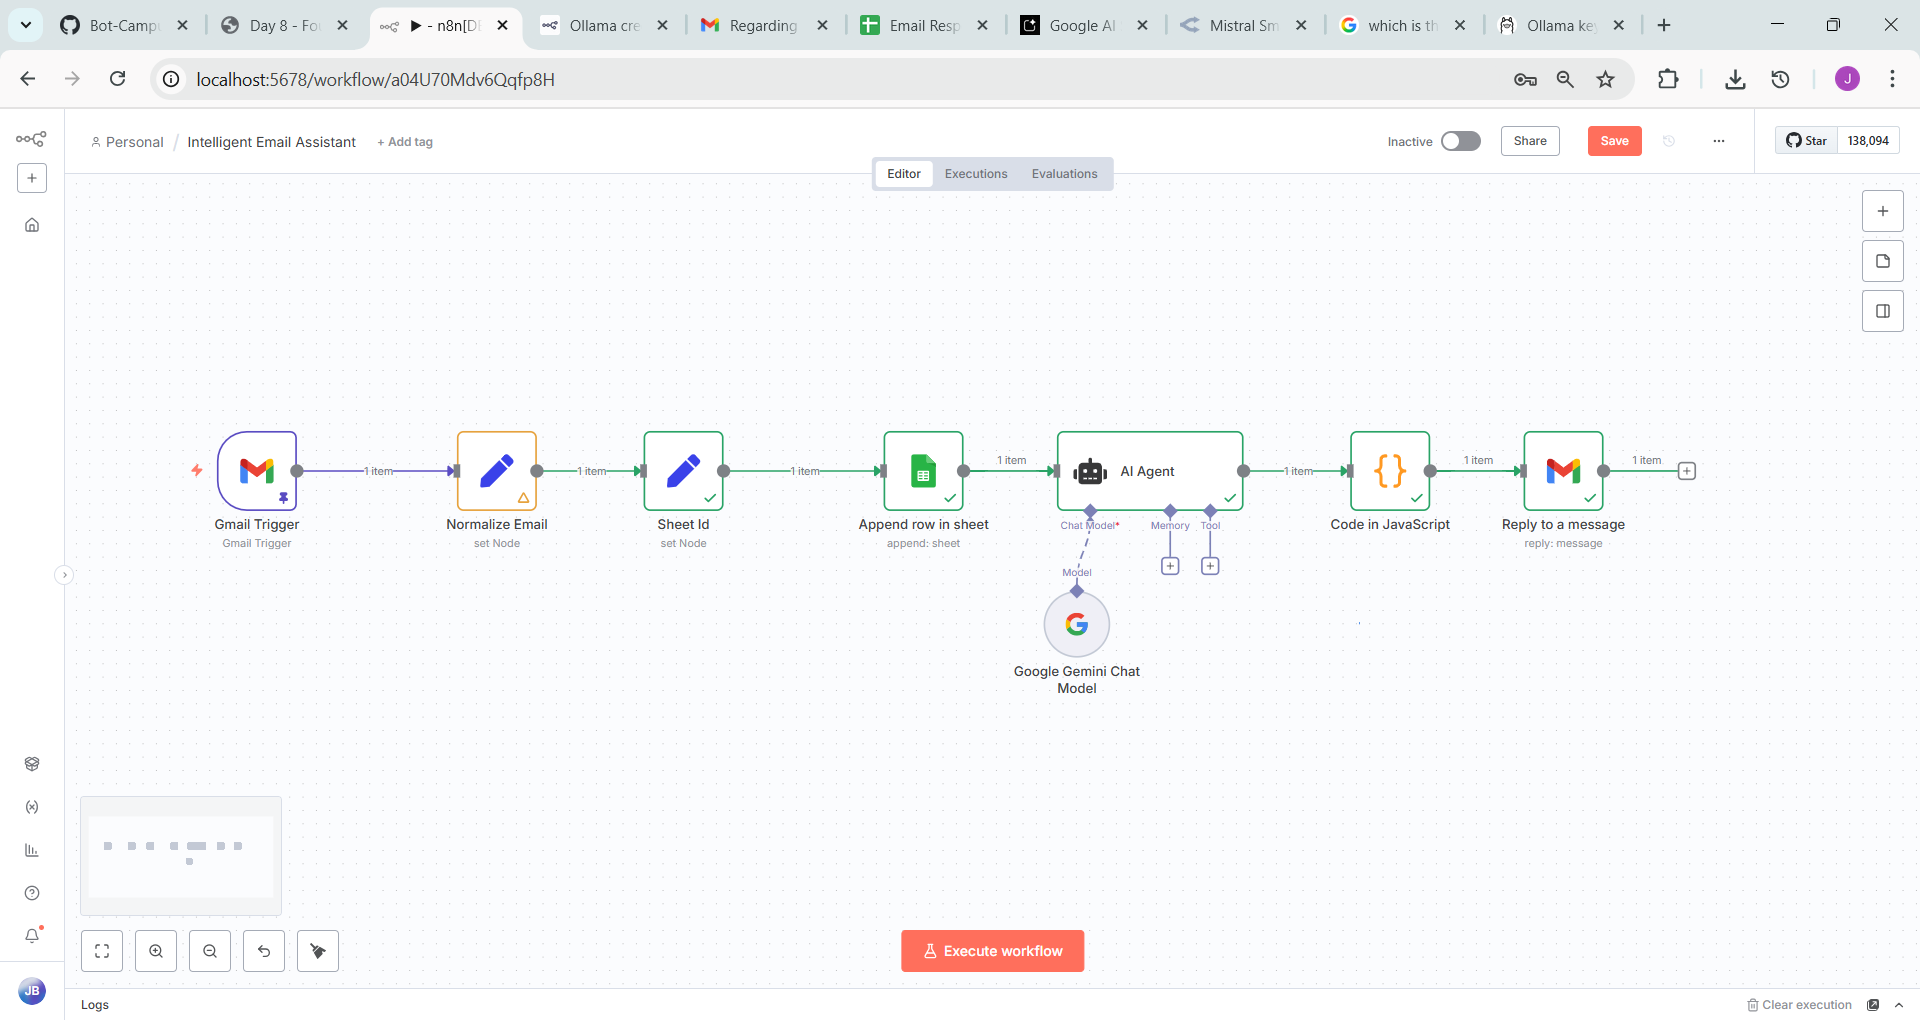 Bot-Camp
Day 8 - Fo
- n8n[D
Ollama cre
Regarding
Email Resp
Google AI
Mistral Sm
which is th
Ollama ke
localhost:5678/workflow/a04U70Mdv6Qqfp8H
J
Personal / Intelligent Email Assistant + Add tag
Inactive
Share
Save
...
Star 138,094
Editor Executions Evaluations
1 item
1 item
1 item
1 item
AI Agent
1 item
1 item
1 item
Gmail Trigger
Gmail Trigger
Normalize Email
set Node
Sheet Id
set Node
Append row in sheet
append: sheet
Chat Model*
Memory
Tool
Code in JavaScript
Reply to a message
reply: message
Model
Google Gemini Chat
Model
Execute workflow
JB
Logs
Clear execution